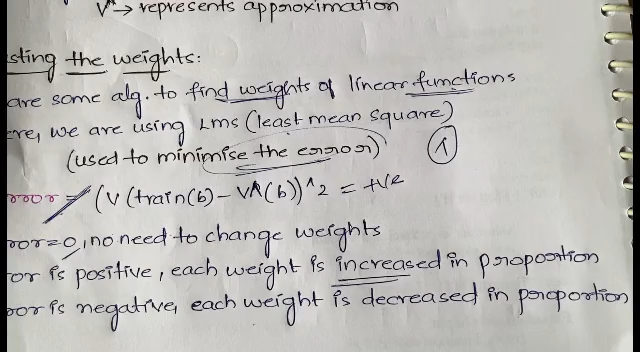 V^ → represents approximation
sting the weights:
are some alg. to find weights of linear functions
ere, we are using LMS (least mean square)
(used to minimise the error) 1
rror = (V(train(b) - V^(b))^2 = +ve
ror=0, no need to change weights
or is positive, each weight is increased in proportion
ror is negative, each weight is decreased in proportion